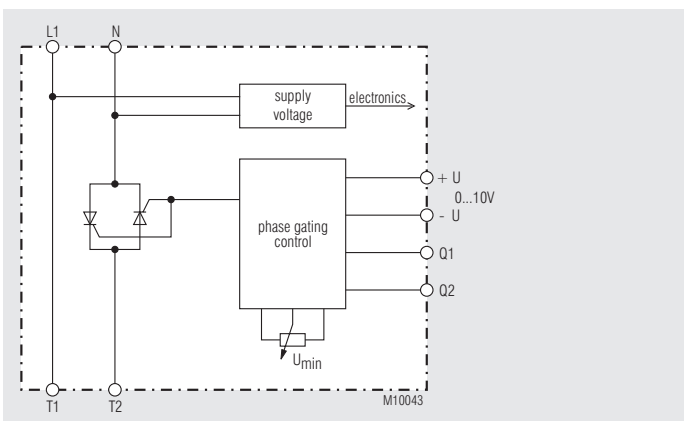 L1
N
supply
voltage
electronics
+ U
0...10V
- U
phase gating
control
Q1
Q2
Umin
M10043
T1
T2